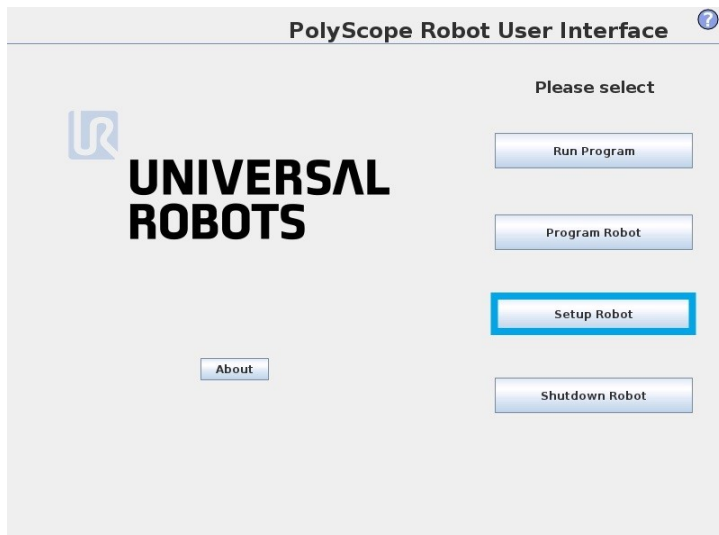 PolyScope Robot User Interface
?
Please select
UR
UNIVERSAL
ROBOTS
Run Program
Program Robot
Setup Robot
About
Shutdown Robot